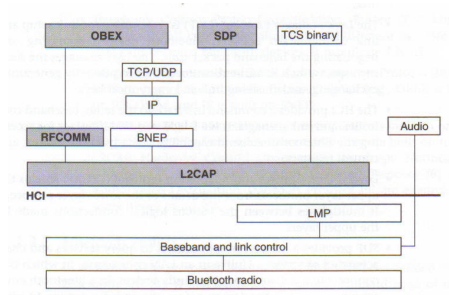 OBEX
SDP
TCS binary
TCP/UDP
IP
Audio
RFCOMM
BNEP
L2CAP
HCI
LMP
Baseband and link control
Bluetooth radio